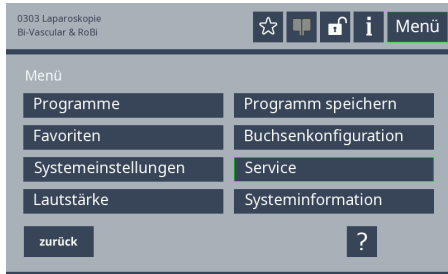 0303 Laparoskopie
Bi-Vascular & RoBi
i
Menü
Menü
Programme
Programm speichern
Favoriten
Buchsenkonfiguration
Systemeinstellungen
Service
Lautstärke
Systeminformation
zurück
?